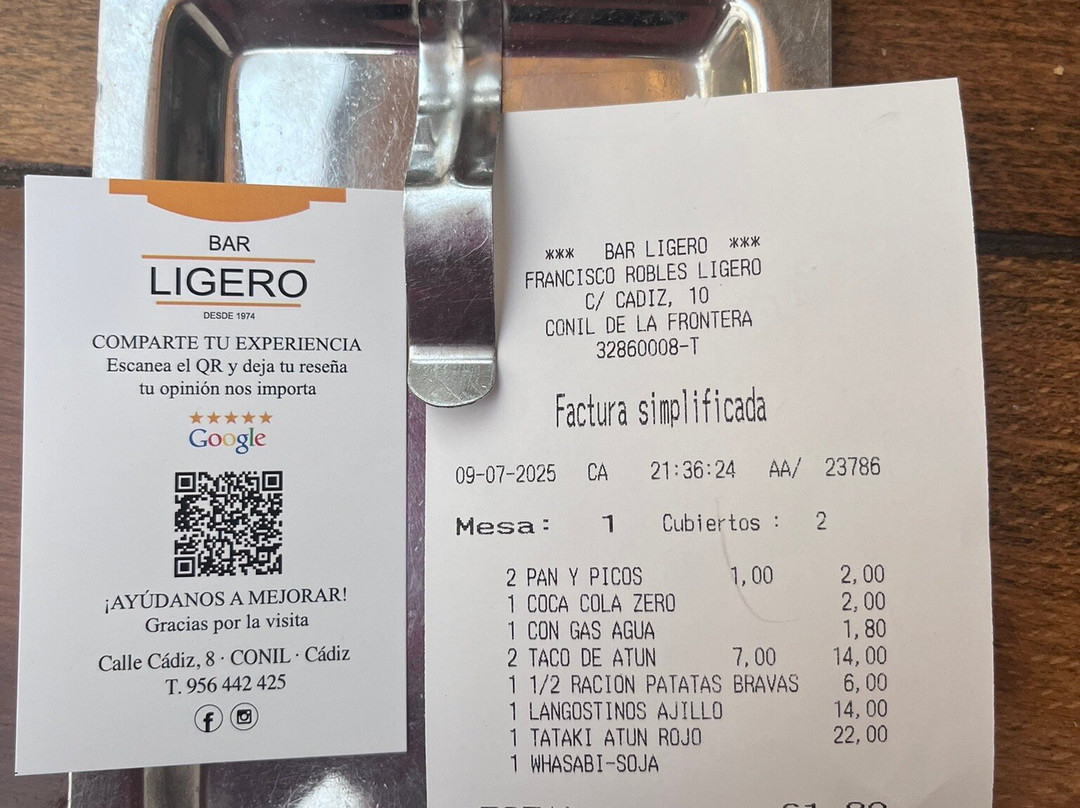 BAR
LIGERO
DESDE 1974
COMPARTE TU EXPERIENCIA
Escanea el QR y deja tu reseña
tu opinión nos importa
Google
¡AYÚDANOS A MEJORAR!
Gracias por la visita
Calle Cádiz, 8 · CONIL · Cádiz
T. 956 442 425
*** BAR LIGERO ***
FRANCISCO ROBLES LIGERO
C/ CADIZ, 10
CONIL DE LA FRONTERA
32860008-T
Factura simplificada
09-07-2025 CA 21:36:24 AA/ 23786
Mesa: 1 Cubiertos : 2
2 PAN Y PICOS 1,00 2,00
1 COCA COLA ZERO 2,00
1 CON GAS AGUA 1,80
2 TACO DE ATUN 7,00 14,00
1 1/2 RACION PATATAS BRAVAS 6,00
1 LANGOSTINOS AJILLO 14,00
1 TATAKI ATUN ROJO 22,00
1 WHASABI-SOJA